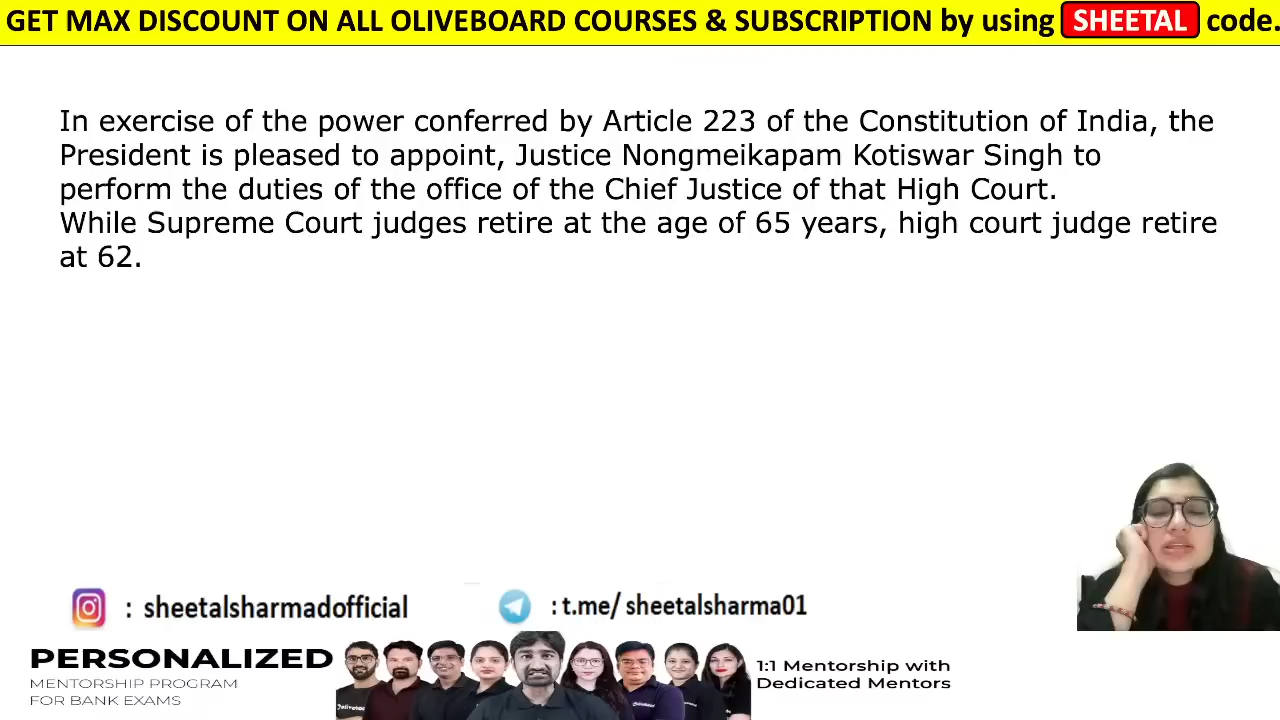 GET MAX DISCOUNT ON ALL OLIVEBOARD COURSES & SUBSCRIPTION by using SHEETAL code.
In exercise of the power conferred by Article 223 of the Constitution of India, the
President is pleased to appoint, Justice Nongmeikapam Kotiswar Singh to
perform the duties of the office of the Chief Justice of that High Court.
While Supreme Court judges retire at the age of 65 years, high court judge retire
at 62.
: sheetalsharmadofficial
: t.me/ sheetalsharma01
PERSONALIZED
MENTORSHIP PROGRAM
FOR BANK EXAMS
1:1 Mentorship with
Dedicated Mentors